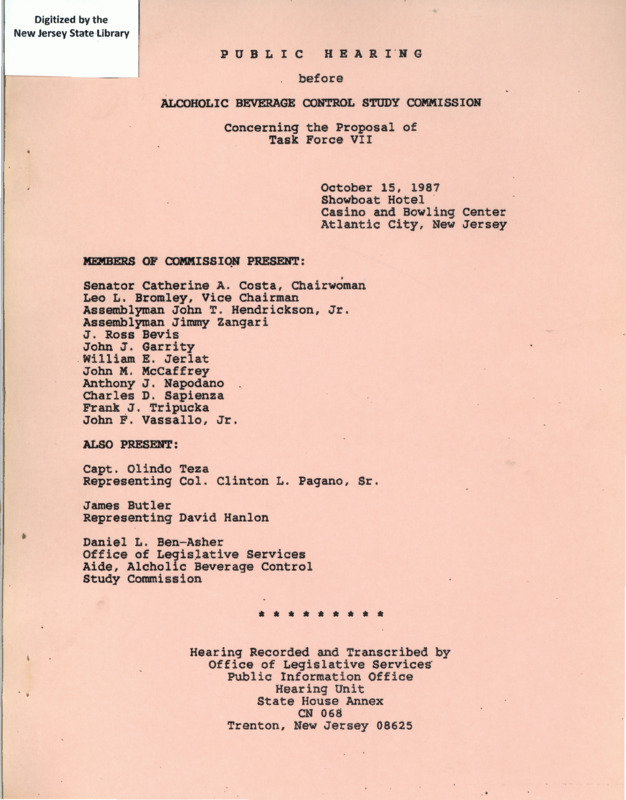 Digitized by the
New Jersey State Library
PUBLIC HEARING
before
ALCOHOLIC BEVERAGE CONTROL STUDY COMMISSION
Concerning the Proposal of
Task Force VII
October 15, 1987
Showboat Hotel
Casino and Bowling Center
Atlantic City, New Jersey
MEMBERS OF COMMISSION PRESENT:
Senator Catherine A. Costa, Chairwoman
Leo L. Bromley, Vice Chairman
Assemblyman John T. Hendrickson, Jr.
Assemblyman Jimmy Zangari
J. Ross Bevis
John J. Garrity
William E. Jerlat
John M. McCaffrey
Anthony J. Napodano
Charles D. Sapienza
Frank J. Tripucka
John F. Vassallo, Jr.
ALSO PRESENT:
Capt. Olindo Teza
Representing Col. Clinton L. Pagano, Sr.
James Butler
Representing David Hanlon
Daniel L. Ben-Asher
Office of Legislative Services
Aide, Alcholic Beverage Control
Study Commission
* * * * * * * * *
Hearing Recorded and Transcribed by
Office of Legislative Services
Public Information Office
Hearing Unit
State House Annex
CN 068
Trenton, New Jersey 08625